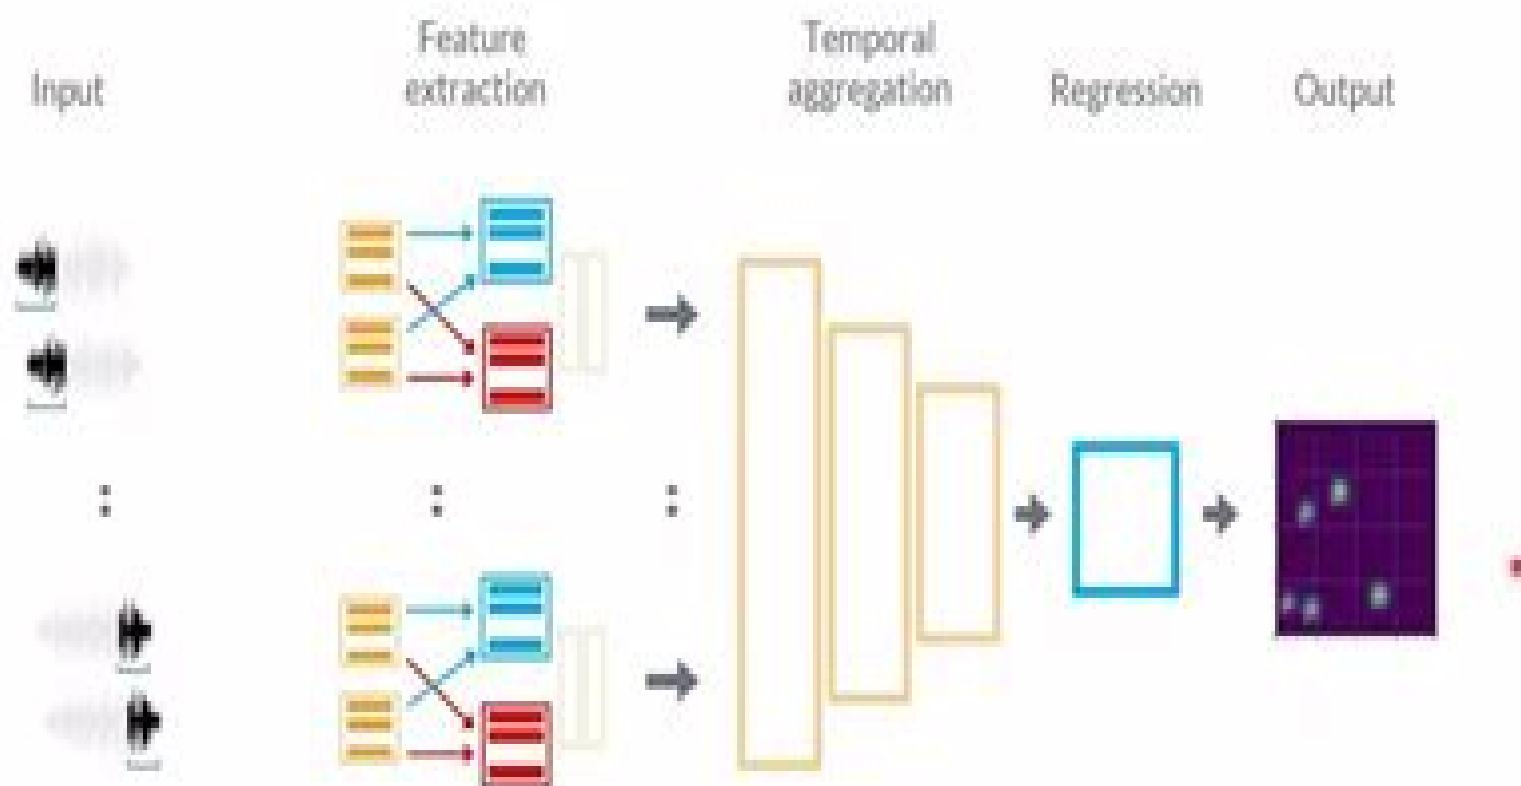 Input
Feature
extraction
Temporal
aggregation
Regression
Output